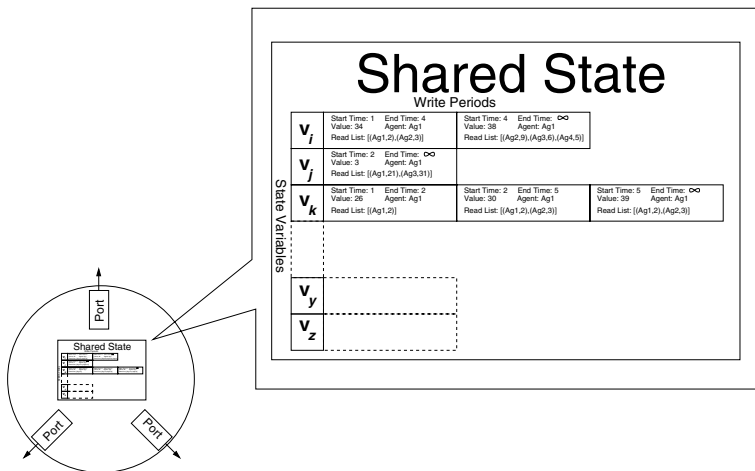 Shared State
Write Periods
State Variables
v i
Start Time: 1 End Time: 4
Value: 34 Agent: Ag1
Read List: [(Ag1,2),(Ag2,3)]
Start Time: 4 End Time: ∞
Value: 38 Agent: Ag1
Read List: [(Ag2,9),(Ag3,6),(Ag4,5)]
v j
Start Time: 2 End Time: ∞
Value: 3 Agent: Ag1
Read List: [(Ag1,21),(Ag3,31)]
v k
Start Time: 1 End Time: 2
Value: 26 Agent: Ag1
Read List: [(Ag1,2)]
Start Time: 2 End Time: 5
Value: 30 Agent: Ag1
Read List: [(Ag1,2),(Ag2,3)]
Start Time: 5 End Time: ∞
Value: 39 Agent: Ag1
Read List: [(Ag1,2),(Ag2,3)]
v y
v z
Port
Shared State
Port
Port